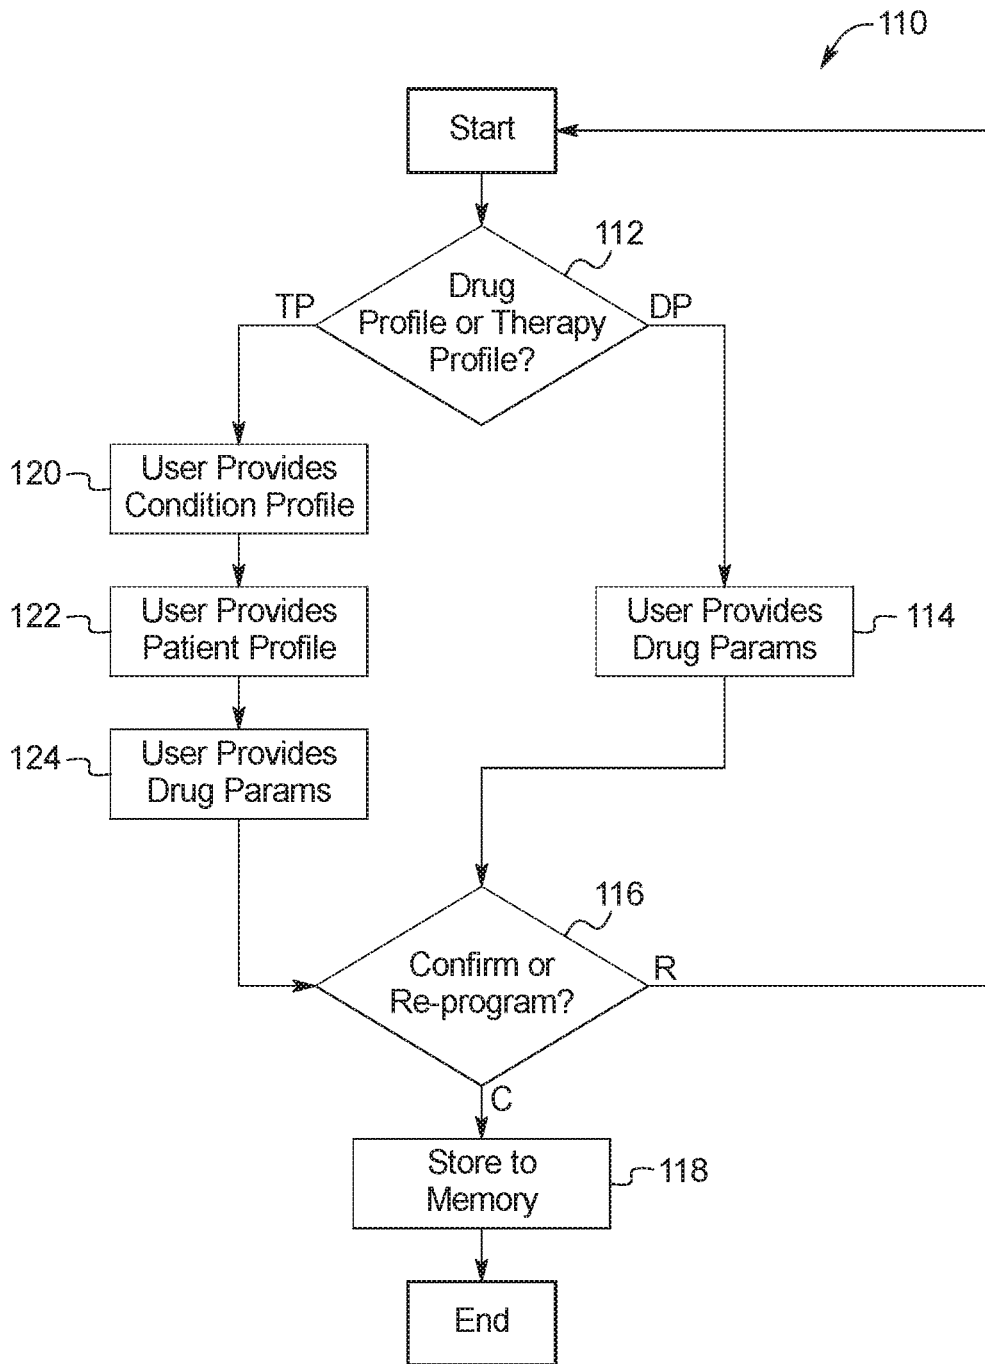 110
Start
112
Drug
Profile or Therapy
Profile?
TP
DP
120
User Provides
Condition Profile
122
User Provides
Patient Profile
User Provides
Drug Params
114
124
User Provides
Drug Params
116
Confirm or
Re-program?
R
C
Store to
Memory
118
End